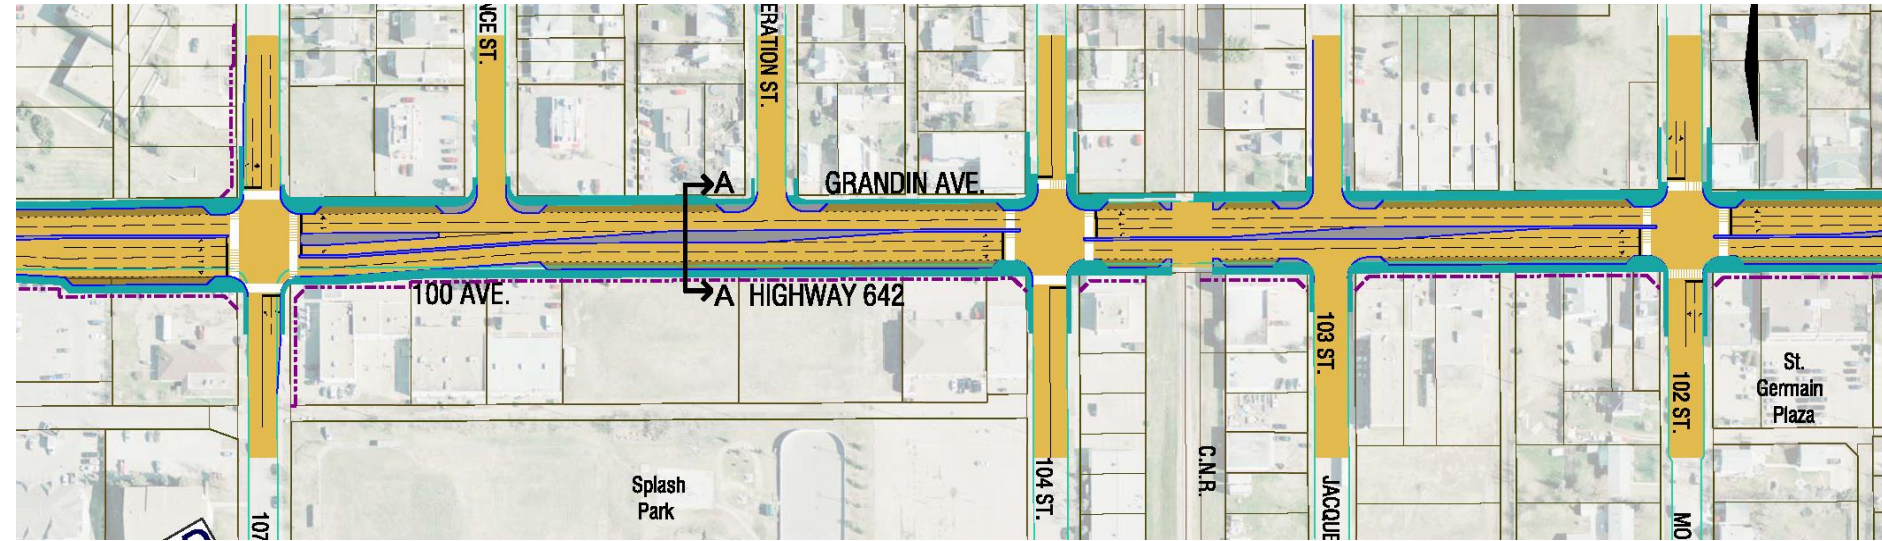 NCE ST.
ERATION ST.
A GRANDIN AVE.
100 AVE.
A HIGHWAY 642
103 ST.
102 ST.
St.
Germain
Plaza
Splash
Park
104 ST.
C.N.R.
107
JACQUE
MO